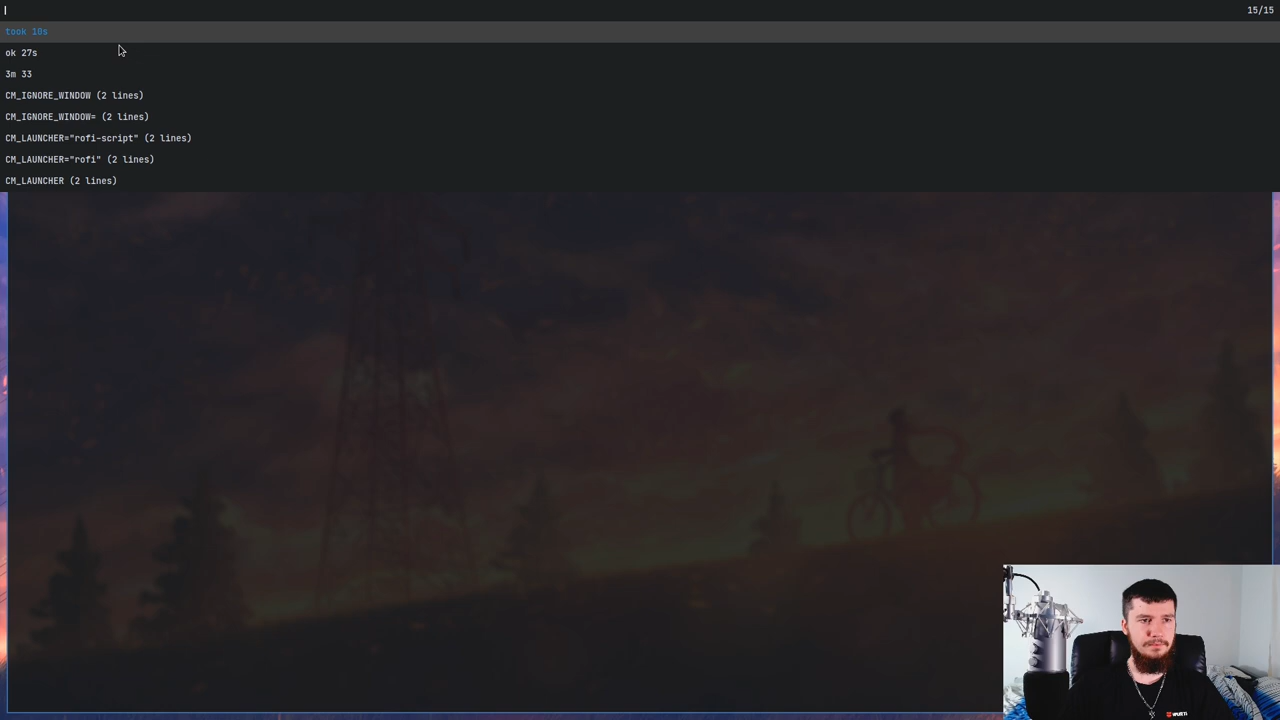 15/15
took 10s
ok 27s
3m 33
CM_IGNORE_WINDOW (2 lines)
CM_IGNORE_WINDOW= (2 lines)
CM_LAUNCHER="rofi-script" (2 lines)
CM_LAUNCHER="rofi" (2 lines)
CM_LAUNCHER (2 lines)